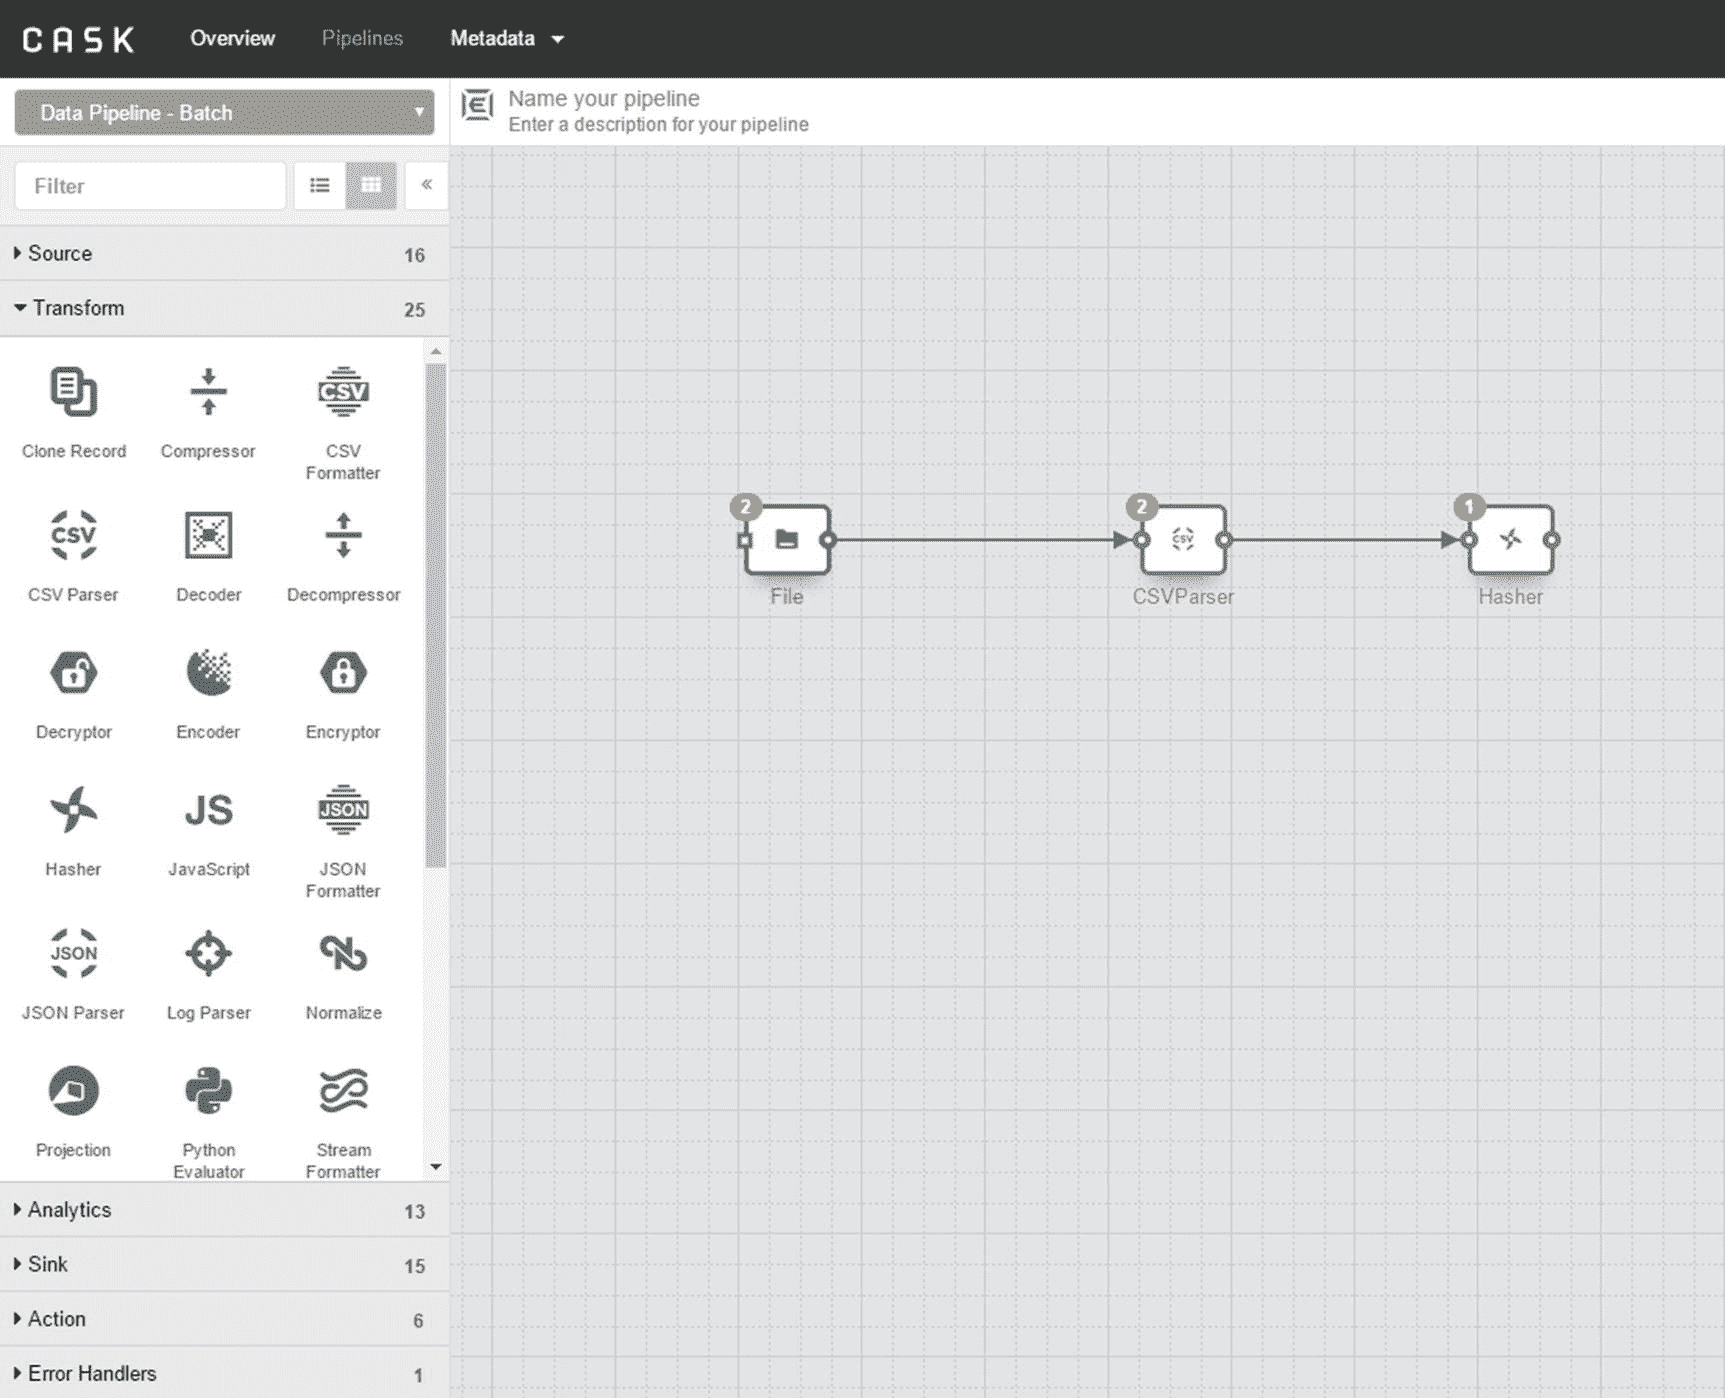 CASK Overview Pipelines Metadata
Data Pipeline - Batch
Name your pipeline
Enter a description for your pipeline
Filter
«
Source 16
Transform 25
Clone Record
Compressor
CSV
CSV
Formatter
CSV
CSV Parser
Decoder
Decompressor
Decryptor
Encoder
Encryptor
Hasher
JS
JavaScript
JSON
JSON
Formatter
JSON
JSON Parser
Log Parser
Normalize
Projection
Python
Evaluator
Stream
Formatter
Analytics 13
Sink 15
Action 6
Error Handlers 1
2
File
2
CSV
CSVParser
1
Hasher